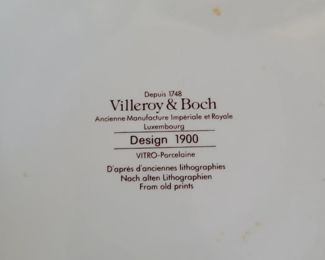 Depuis 1748
Villeroy & Boch
Ancienne Manufacture Impériale et Royale
Luxembourg
Design 1900
VITRO-Porcelaine
D'après d'anciennes lithographies
Nach alten Lithographien
From old prints